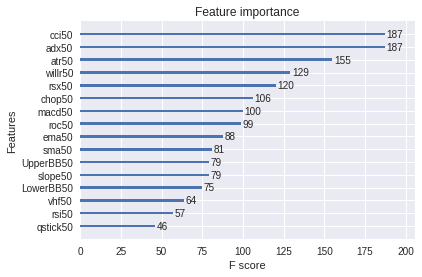 Feature importance
Features
cci50 187
adx50 187
atr50 155
willr50 129
rsx50 120
chop50 106
macd50 100
roc50 99
ema50 88
sma50 81
UpperBB50 79
slope50 79
LowerBB50 75
vhf50 64
rsi50 57
qstick50 46
0 25 50 75 100 125 150 175 200
F score